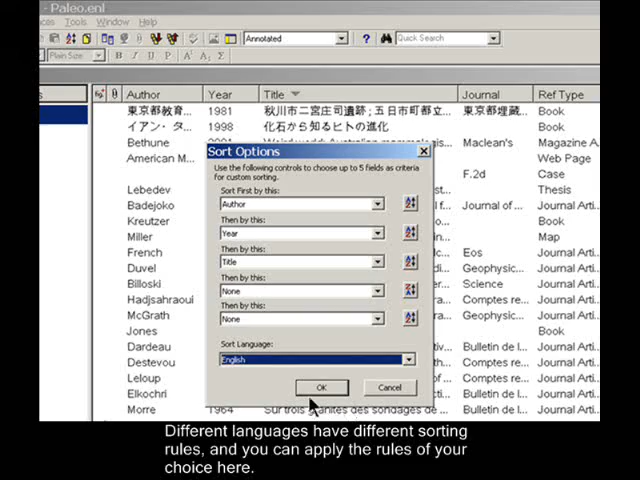 - Paleo.enl
Tools Window Help
Annotated Quick Search
Plain Size B I U P
Author Year Title Journal Ref Type
東京都教育... 1981 秋川市二宮庄司遺跡; 五日市町都立... 東京都埋蔵... Book
イアン・タ... 1998 化石から知るヒトの進化 Book
Bethune Maclean's Magazine A
American M... Web Page
F.2d Case
Lebedev Thesis
Badejoko Journal of ... Journal Arti...
Kreutzer Book
Miller Map
French Eos Journal Arti...
Duvel Geophysic... Journal Arti...
Billoski Science Journal Arti...
Hadjsahraoui Comptes re... Journal Arti...
McGrath Geophysic... Journal Arti...
Jones Book
Dardeau Bulletin de l... Journal Arti...
Destevou Comptes re... Journal Arti...
Leloup Comptes re... Journal Arti...
Elkochri Bulletin de l... Journal Arti...
Morre 1964 Sur trois granites des sondages de ... Bulletin de l... Journal Arti...
Sort Options
Use the following controls to choose up to 5 fields as criteria
for custom sorting.
Sort First by this:
Author
Then by this:
Year
Then by this:
Title
Then by this:
None
Then by this:
None
Sort Language:
English
OK Cancel
Different languages have different sorting
rules, and you can apply the rules of your
choice here.